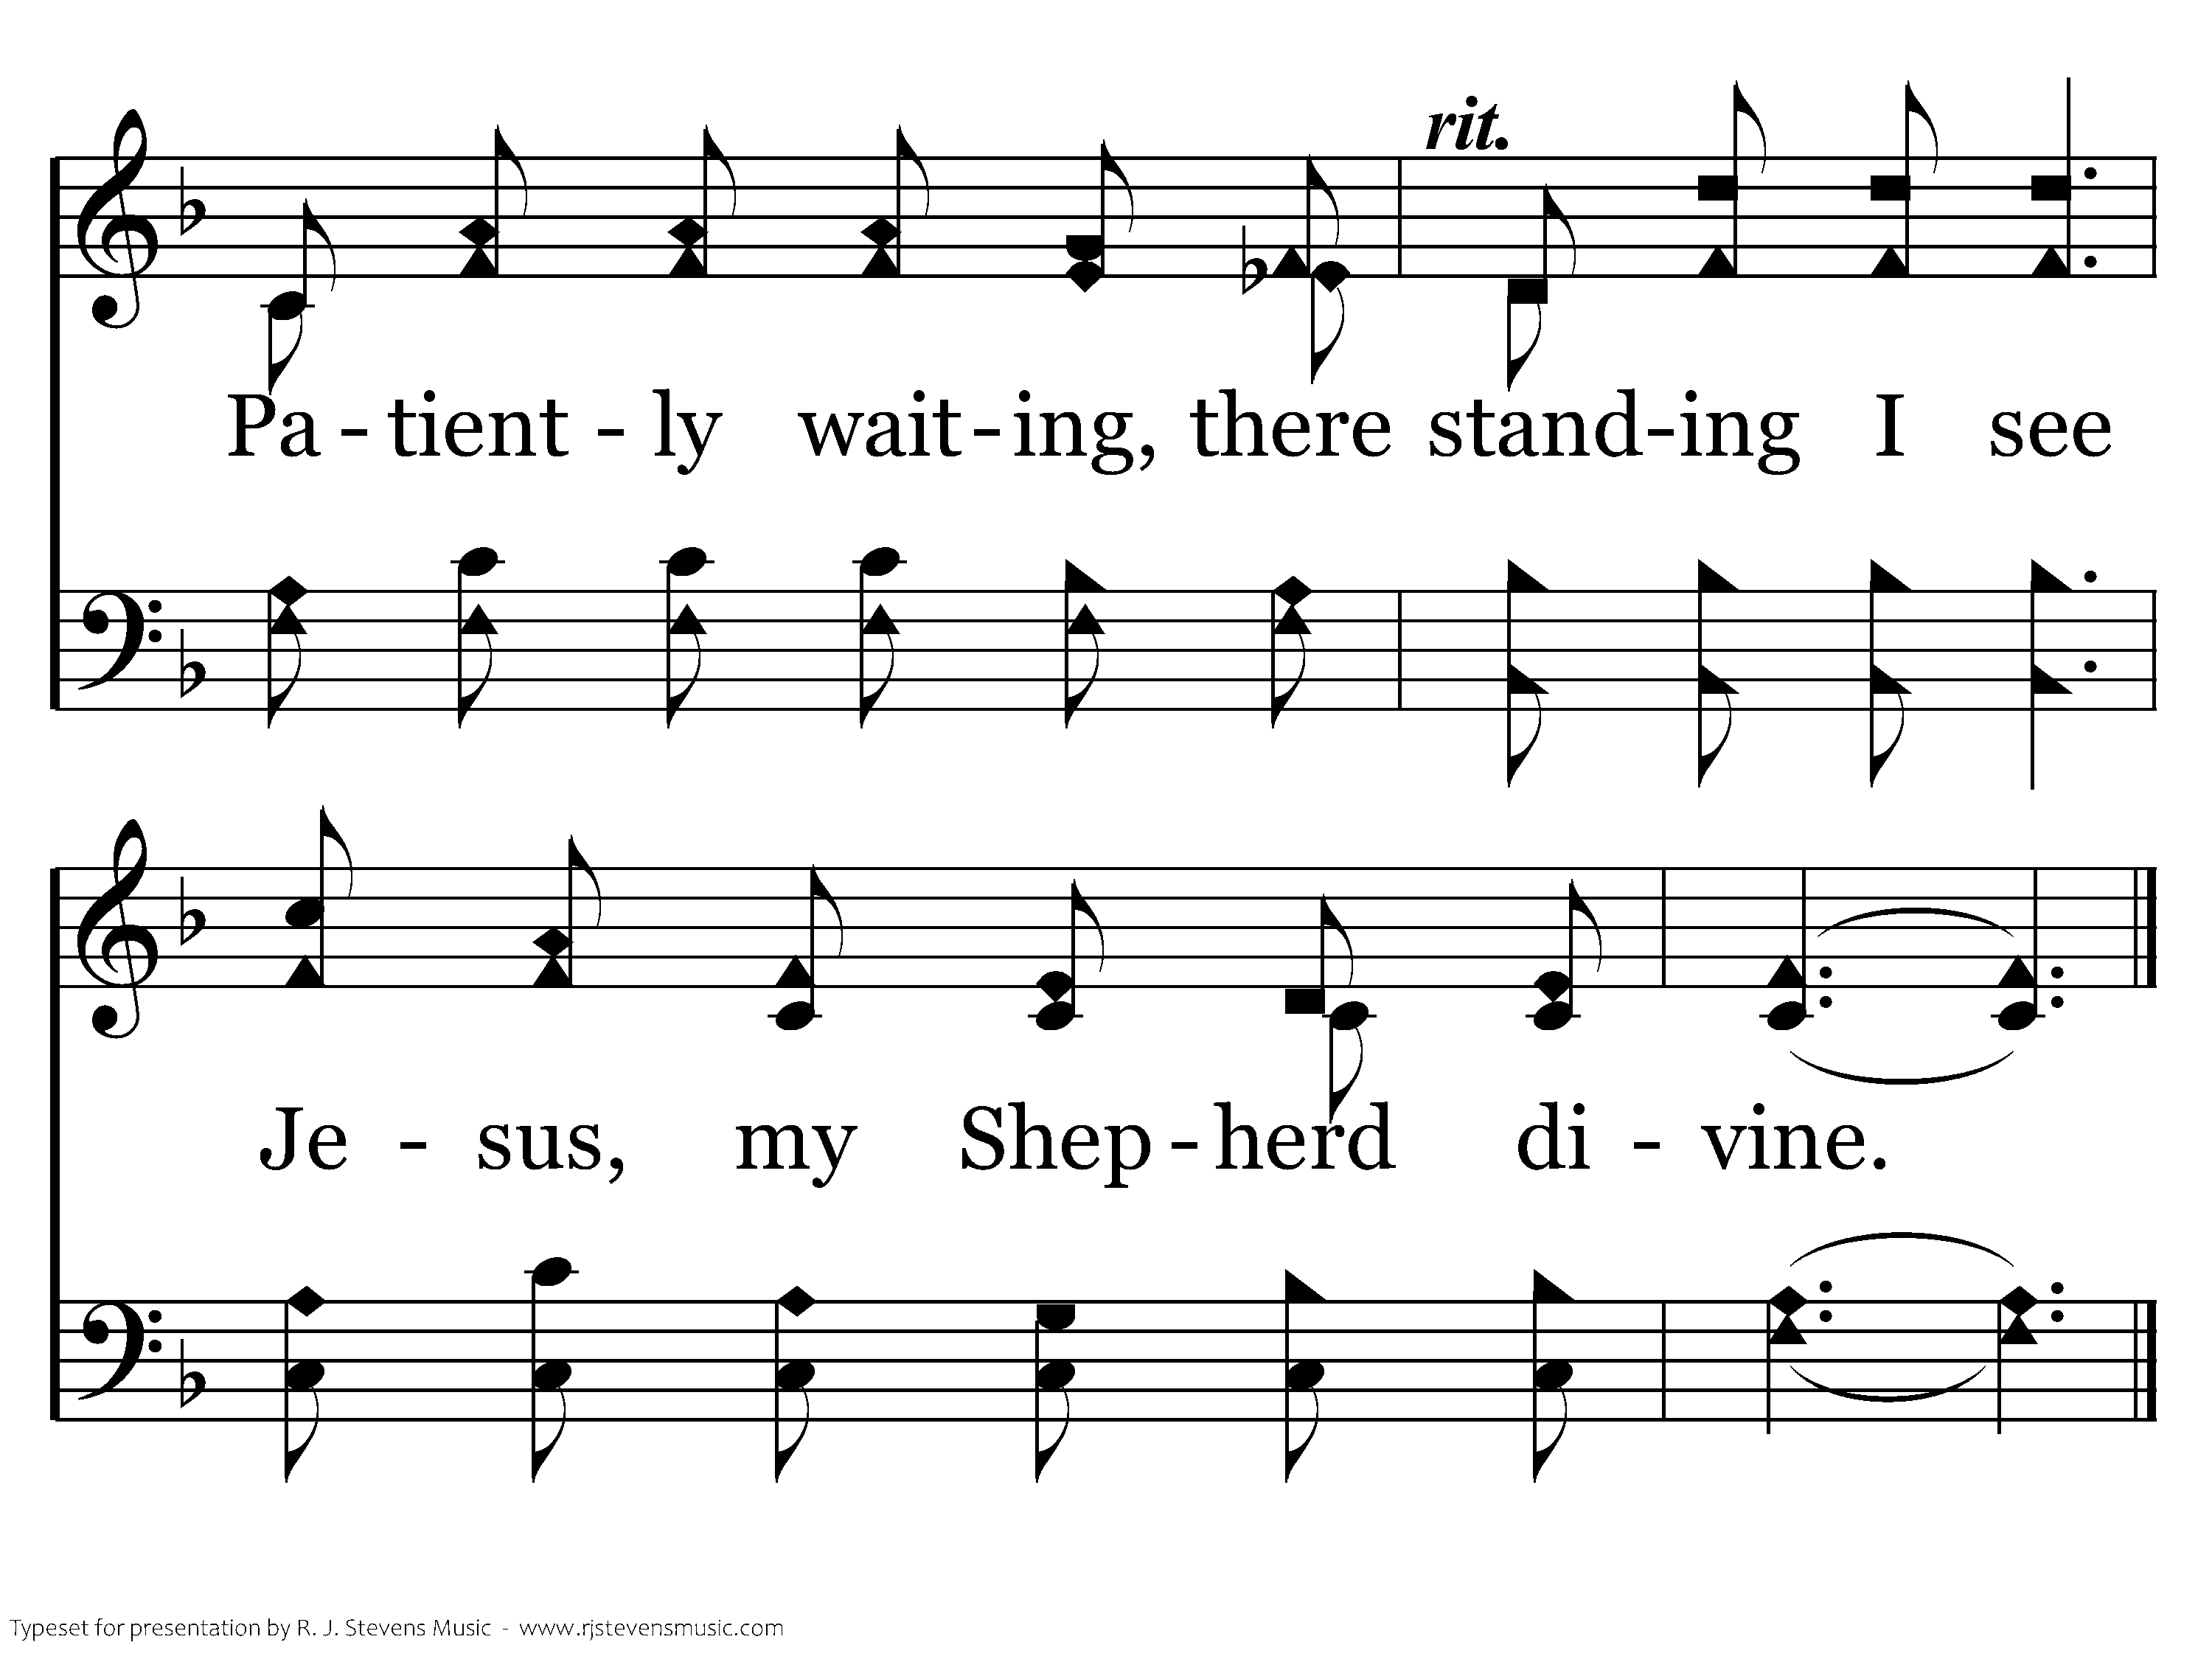 rit.
Pa - tient - ly wait - ing, there stand-ing I see
Je - sus, my Shep - herd di - vine.
Typeset for presentation by R. J. Stevens Music - www.rjstevensmusic.com